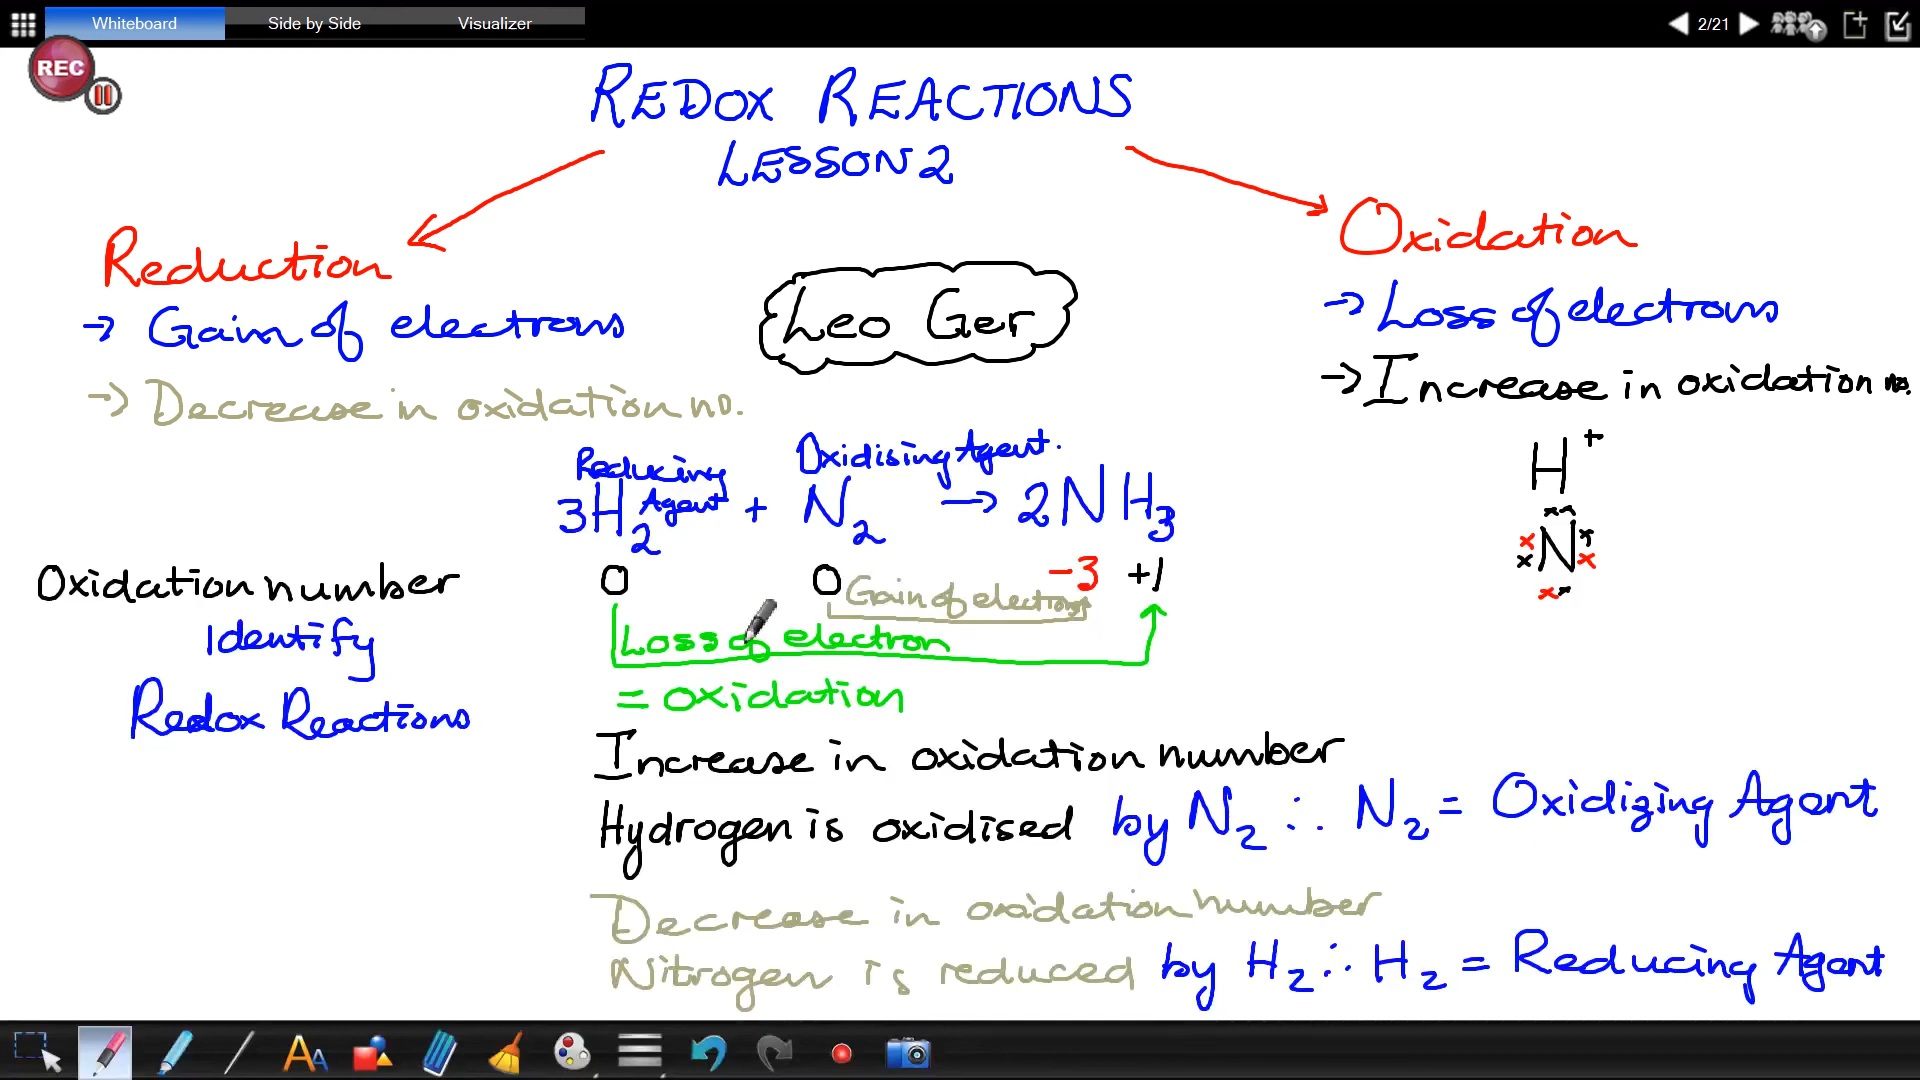 Whiteboard
Side by Side
Visualizer
2/21
REC
REDOX REACTIONS
LESSON 2
Reduction
→ Gain of electrons
→ Decrease in oxidation no.
Leo Ger
Oxidation
→ Loss of electrons
→ Increase in oxidation no.
Reducing Agent
Oxidising Agent.
3H2 + N2 → 2NH3
0 0 -3 +1
Gain of electrons
Loss of electron
= oxidation
H+
N
Oxidation number
Identify
Redox Reactions
Increase in oxidation number
Hydrogen is oxidised by N2 ∴ N2 = Oxidizing Agent
Decrease in oxidation number
Nitrogen is reduced by H2 ∴ H2 = Reducing Agent
AA